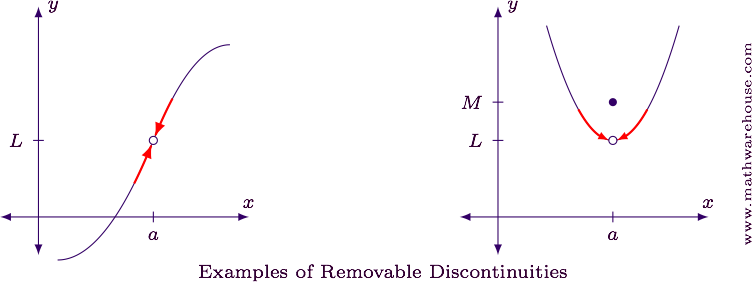 y
L
x
a
y
M
L
x
a
Examples of Removable Discontinuities
www.mathwarehouse.com